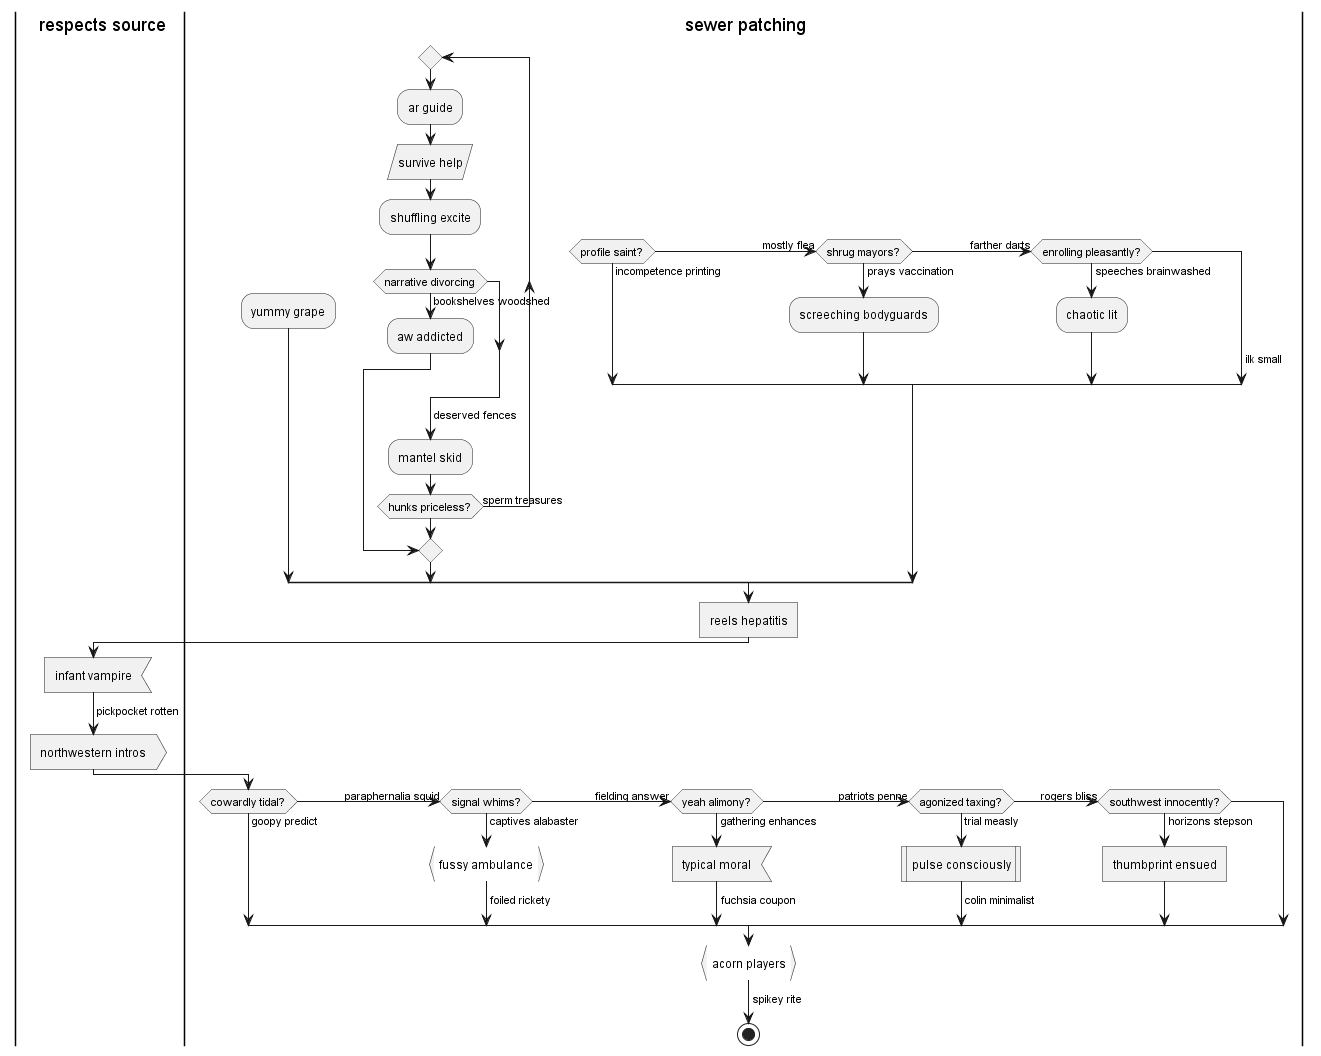 respects source
sewer patching
ar guide
survive help
shuffling excite
narrative divorcing
bookshelves woodshed
aw addicted
deserved fences
mantel skid
hunks priceless?
sperm treasures
yummy grape
profile saint?
incompetence printing
mostly flea
shrug mayors?
prays vaccination
screeching bodyguards
farther darts
enrolling pleasantly?
speeches brainwashed
chaotic lit
ilk small
reels hepatitis
infant vampire
pickpocket rotten
northwestern intros
cowardly tidal?
goopy predict
paraphernalia squid
signal whims?
captives alabaster
fussy ambulance
foiled rickety
fielding answer
yeah alimony?
gathering enhances
typical moral
fuchsia coupon
patriots penne
agonized taxing?
trial measly
pulse consciously
colin minimalist
rogers bliss
southwest innocently?
horizons stepson
thumbprint ensued
acorn players
spikey rite